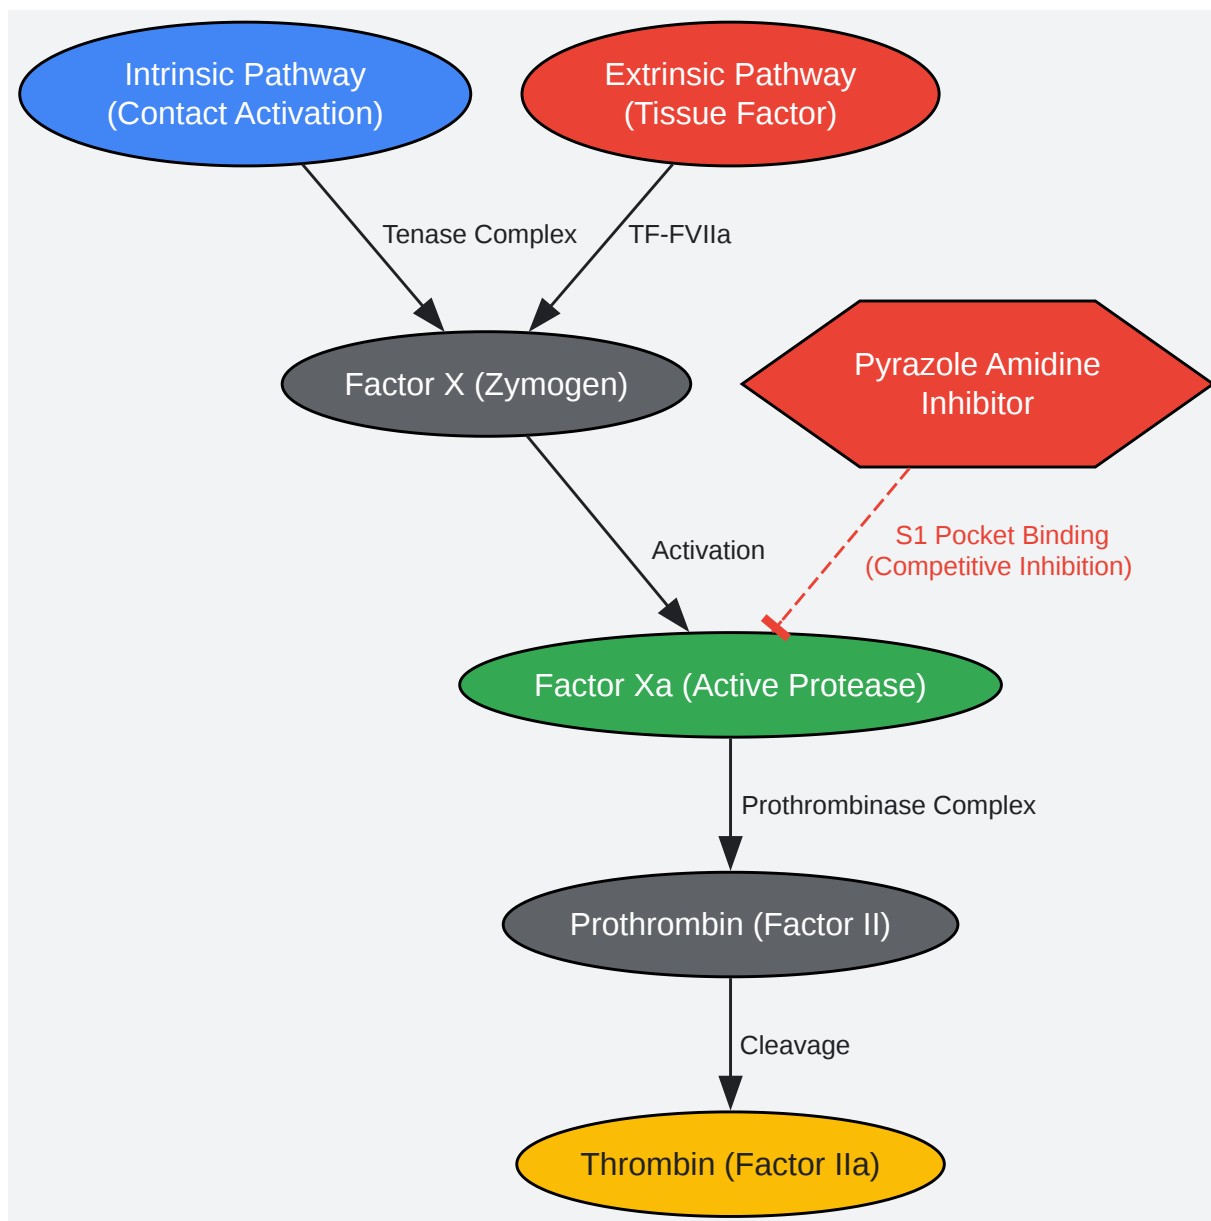 Intrinsic Pathway
(Contact Activation)
Extrinsic Pathway
(Tissue Factor)
Tenase Complex
TF-FVIIa
Factor X (Zymogen)
Pyrazole Amidine
Inhibitor
Activation
S1 Pocket Binding
(Competitive Inhibition)
Factor Xa (Active Protease)
Prothrombinase Complex
Prothrombin (Factor II)
Cleavage
Thrombin (Factor IIa)